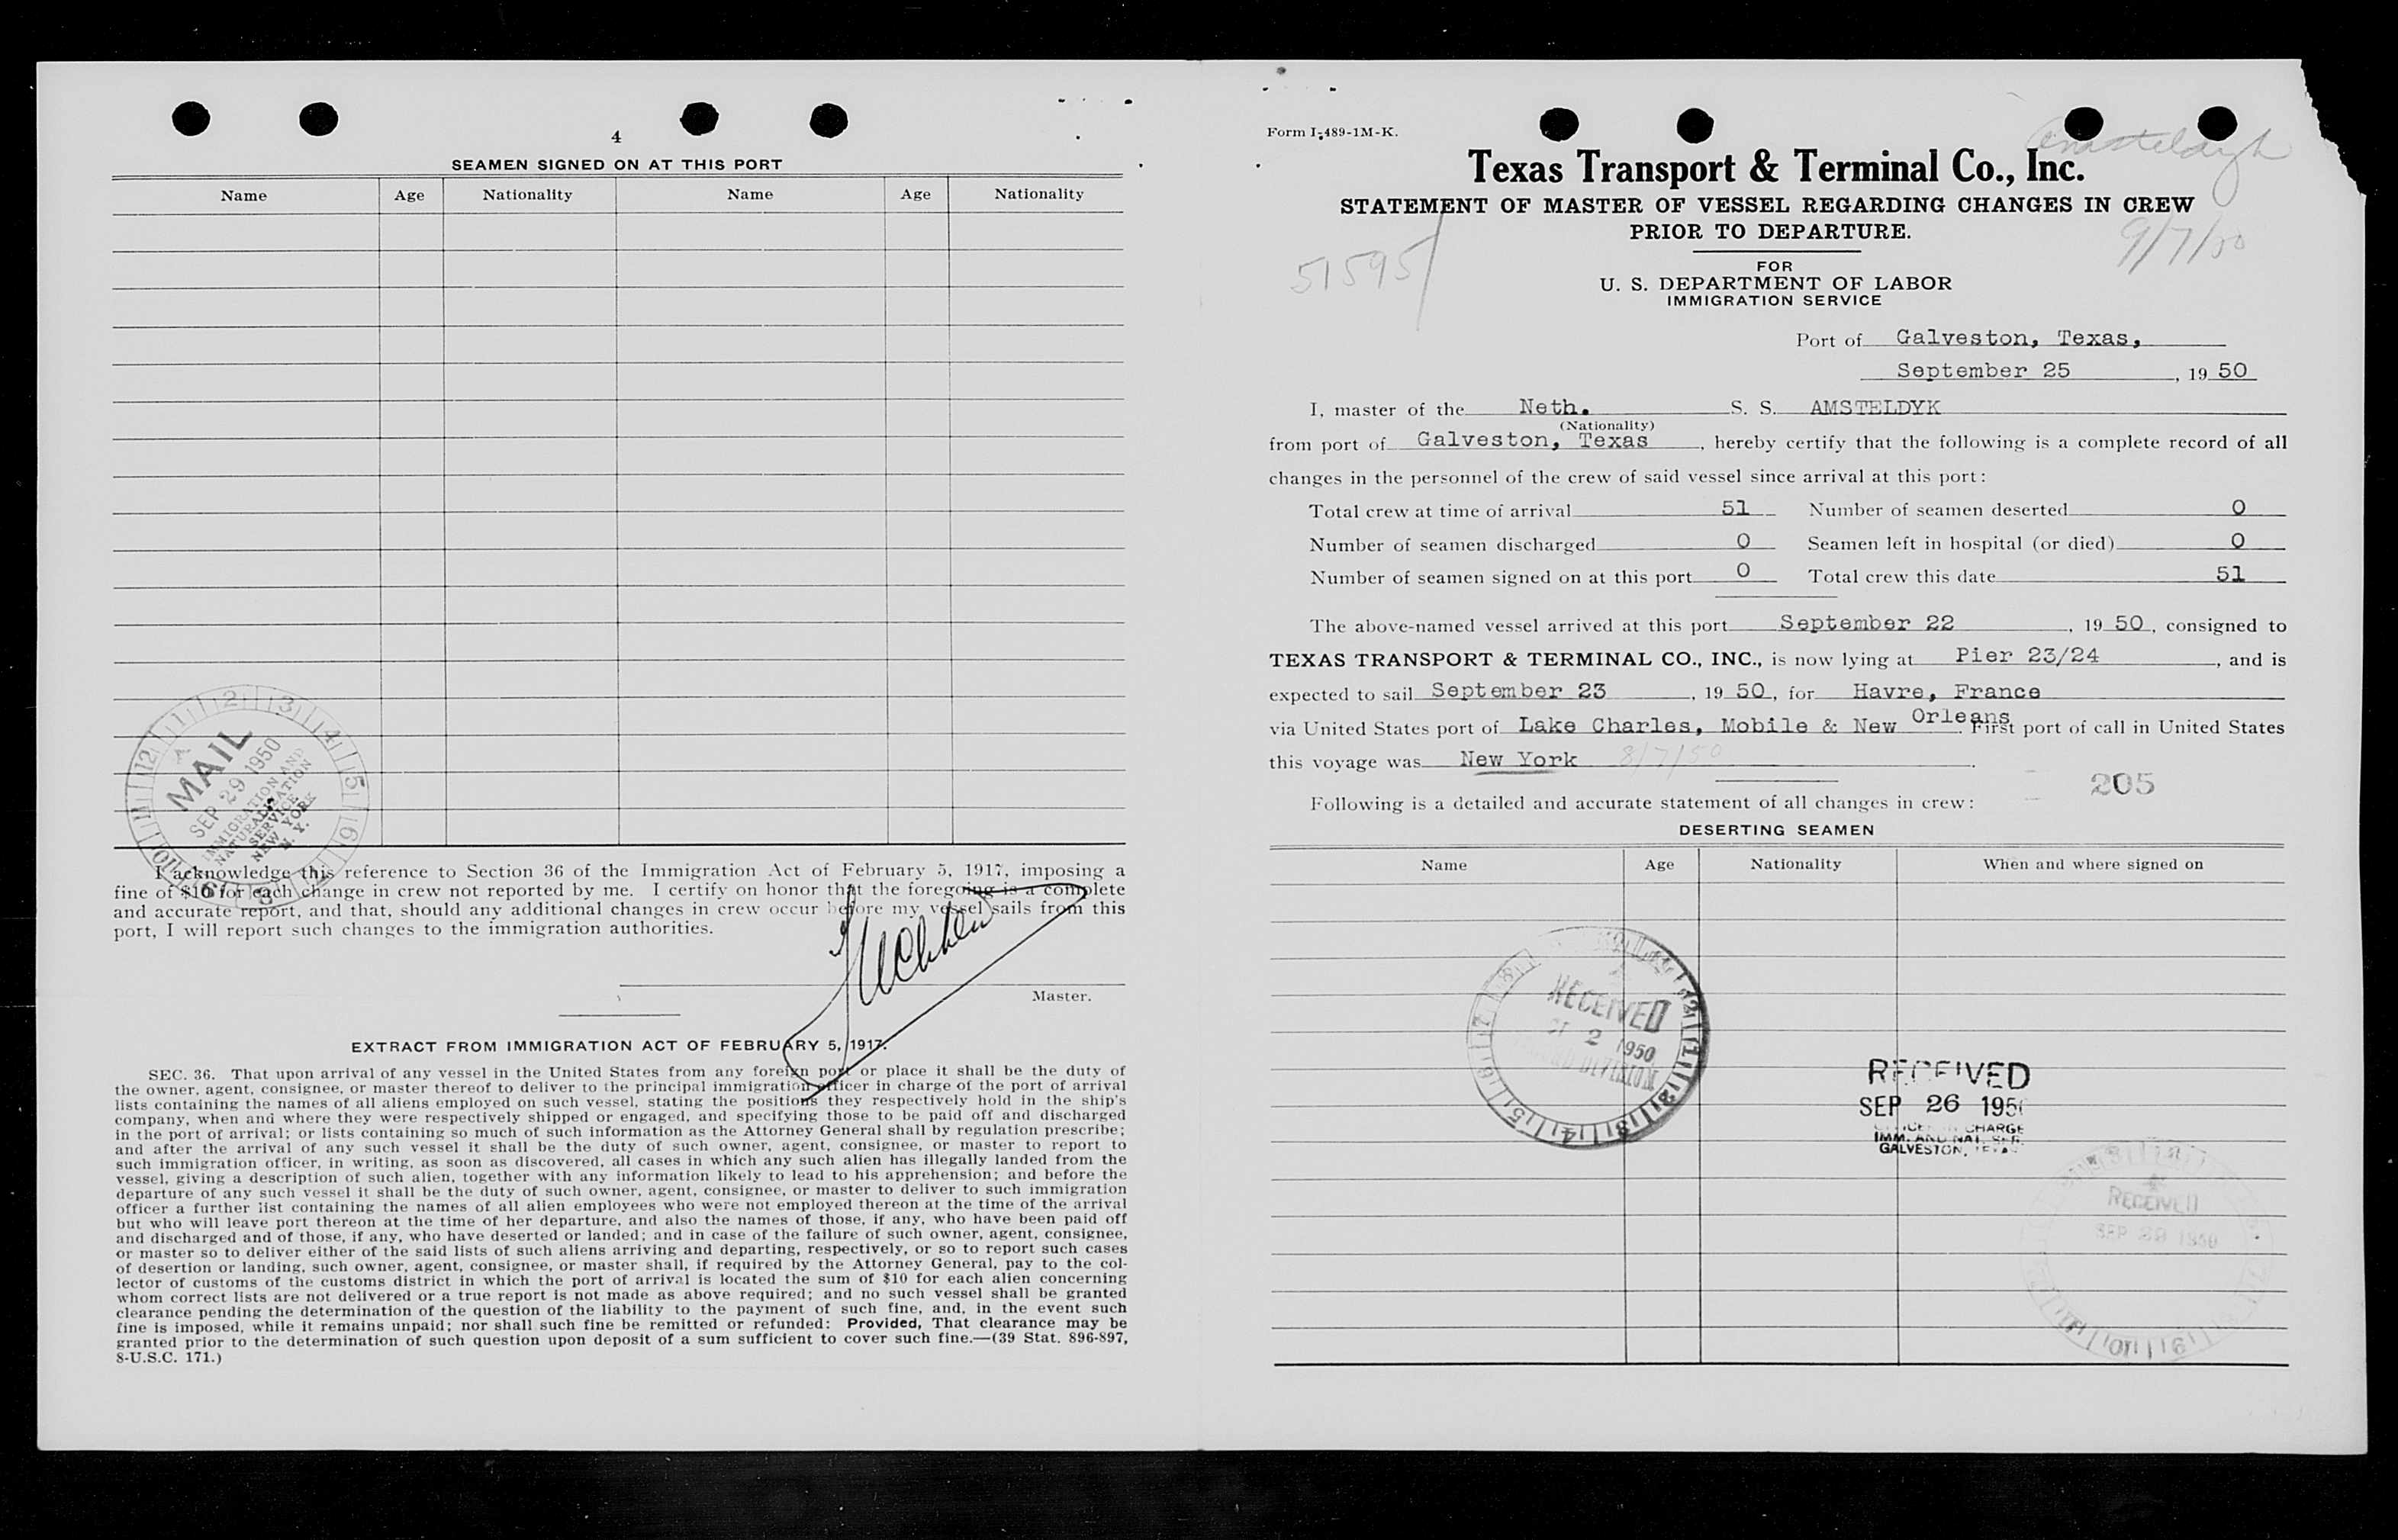 4
SEAMEN SIGNED ON AT THIS PORT
Name Age Nationality Name Age Nationality
MAIL
SEP 29 1950
IMMIGRATION AND
NATURALIZATION
SERVICE
NEW YORK
N. Y.
I acknowledge this reference to Section 36 of the Immigration Act of February 5, 1917, imposing a
fine of $10 for each change in crew not reported by me. I certify on honor that the foregoing is a complete
and accurate report, and that, should any additional changes in crew occur before my vessel sails from this
port, I will report such changes to the immigration authorities.
Master.
EXTRACT FROM IMMIGRATION ACT OF FEBRUARY 5, 1917.
SEC. 36. That upon arrival of any vessel in the United States from any foreign port or place it shall be the duty of
the owner, agent, consignee, or master thereof to deliver to the principal immigration officer in charge of the port of arrival
lists containing the names of all aliens employed on such vessel, stating the positions they respectively hold in the ship's
company, when and where they were respectively shipped or engaged, and specifying those to be paid off and discharged
in the port of arrival; or lists containing so much of such information as the Attorney General shall by regulation prescribe;
and after the arrival of any such vessel it shall be the duty of such owner, agent, consignee, or master to report to
such immigration officer, in writing, as soon as discovered, all cases in which any such alien has illegally landed from the
vessel, giving a description of such alien, together with any information likely to lead to his apprehension; and before the
departure of any such vessel it shall be the duty of such owner, agent, consignee, or master to deliver to such immigration
officer a further list containing the names of all alien employees who were not employed thereon at the time of the arrival
but who will leave port thereon at the time of her departure, and also the names of those, if any, who have been paid off
and discharged and of those, if any, who have deserted or landed; and in case of the failure of such owner, agent, consignee,
or master so to deliver either of the said lists of such aliens arriving and departing, respectively, or so to report such cases
of desertion or landing, such owner, agent, consignee, or master shall, if required by the Attorney General, pay to the col-
lector of customs of the customs district in which the port of arrival is located the sum of $10 for each alien concerning
whom correct lists are not delivered or a true report is not made as above required; and no such vessel shall be granted
clearance pending the determination of the question of the liability to the payment of such fine, and, in the event such
fine is imposed, while it remains unpaid; nor shall such fine be remitted or refunded: Provided, That clearance may be
granted prior to the determination of such question upon deposit of a sum sufficient to cover such fine.—(39 Stat. 896-897,
8-U.S.C. 171.)
Form I-489-1M-K.
Amsteldyk
Texas Transport & Terminal Co., Inc.
STATEMENT OF MASTER OF VESSEL REGARDING CHANGES IN CREW
PRIOR TO DEPARTURE.
51595
9/7/50
FOR
U. S. DEPARTMENT OF LABOR
IMMIGRATION SERVICE
Port of Galveston, Texas,
September 25, 19 50
I, master of the Neth. S. S. AMSTELDYK
(Nationality)
from port of Galveston, Texas, hereby certify that the following is a complete record of all
changes in the personnel of the crew of said vessel since arrival at this port:
Total crew at time of arrival 51 Number of seamen deserted 0
Number of seamen discharged 0 Seamen left in hospital (or died) 0
Number of seamen signed on at this port 0 Total crew this date 51
The above-named vessel arrived at this port September 22, 19 50, consigned to
TEXAS TRANSPORT & TERMINAL CO., INC., is now lying at Pier 23/24, and is
expected to sail September 23, 19 50, for Havre, France
via United States port of Lake Charles, Mobile & New Orleans. First port of call in United States
this voyage was New York 8/7/50.
205
Following is a detailed and accurate statement of all changes in crew:
DESERTING SEAMEN
Name Age Nationality When and where signed on
RECEIVED
2 1950
DIVISION
RECEIVED
SEP 26 195
CHARGE
IMM. AND NAT. SER.
GALVESTON, TEXAS
RECEIVED
SEP 1950